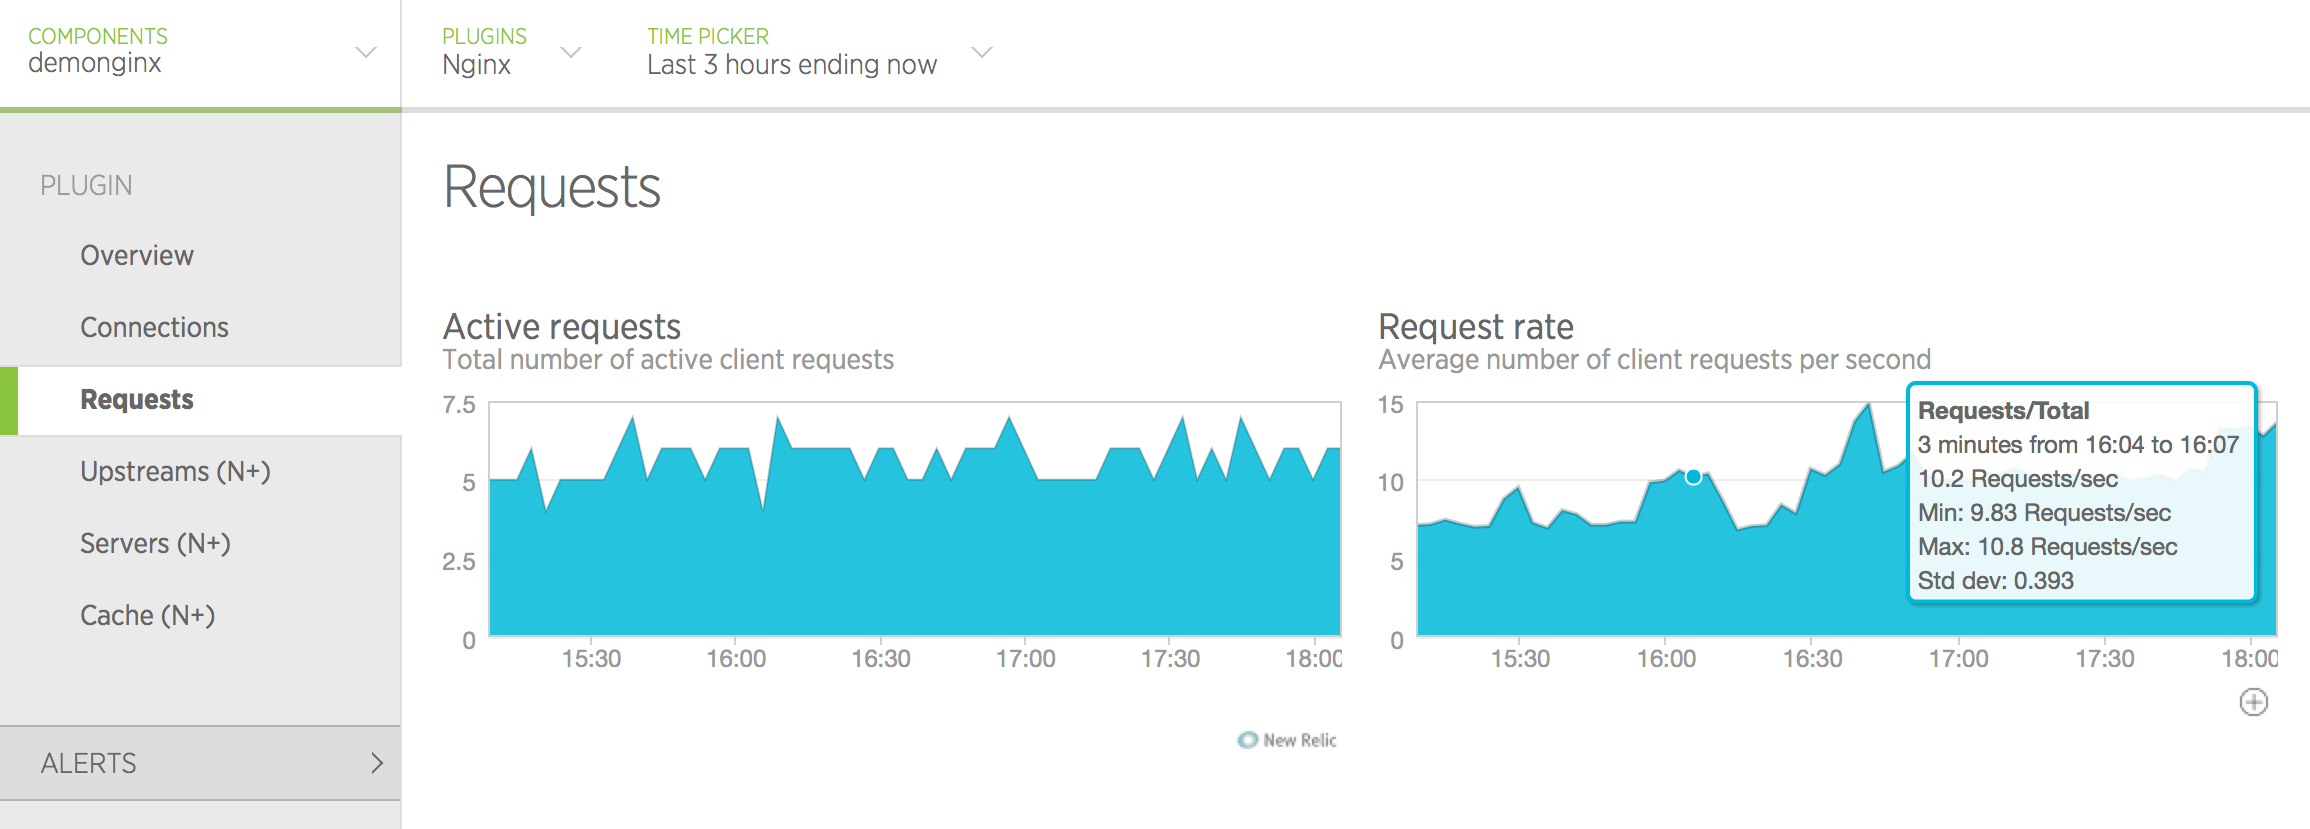 COMPONENTS
demonginx
PLUGINS
Nginx
TIME PICKER
Last 3 hours ending now
PLUGIN
Overview
Connections
Requests
Upstreams (N+)
Servers (N+)
Cache (N+)
ALERTS
Requests
Active requests
Total number of active client requests
7.5
5
2.5
0
15:30 16:00 16:30 17:00 17:30 18:00
New Relic
Request rate
Average number of client requests per second
15
10
5
0
15:30 16:00 16:30 17:00 17:30 18:00
Requests/Total
3 minutes from 16:04 to 16:07
10.2 Requests/sec
Min: 9.83 Requests/sec
Max: 10.8 Requests/sec
Std dev: 0.393